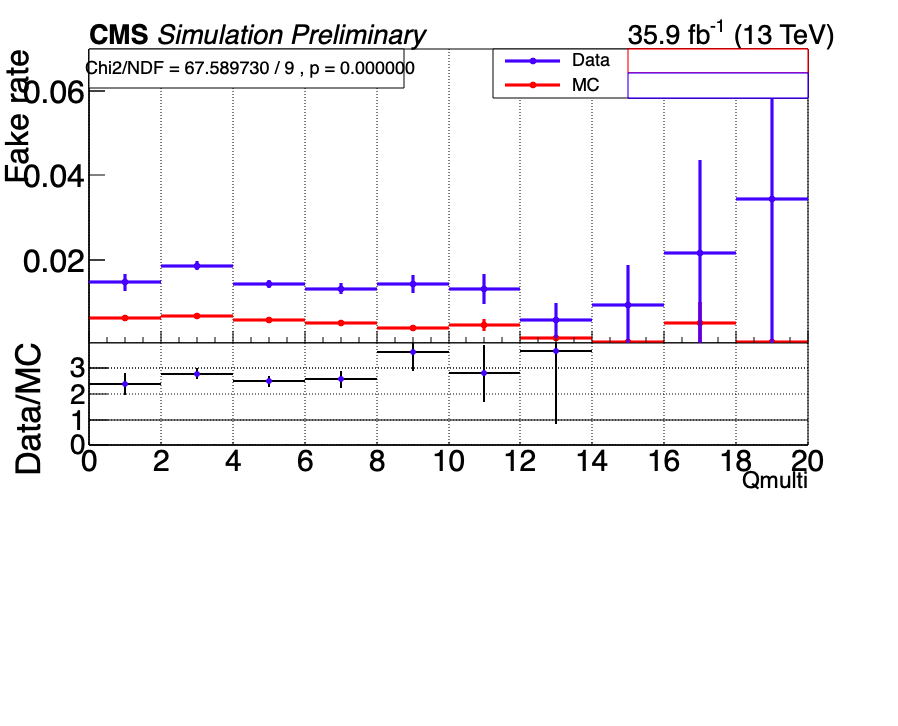 CMS Simulation Preliminary 35.9 fb-1 (13 TeV)
Chi2/NDF = 67.589730 / 9 , p = 0.000000
Data
MC
Fake rate
0.06
0.04
0.02
Data/MC
3
2
1
0
0 2 4 6 8 10 12 14 16 18 20
Qmulti